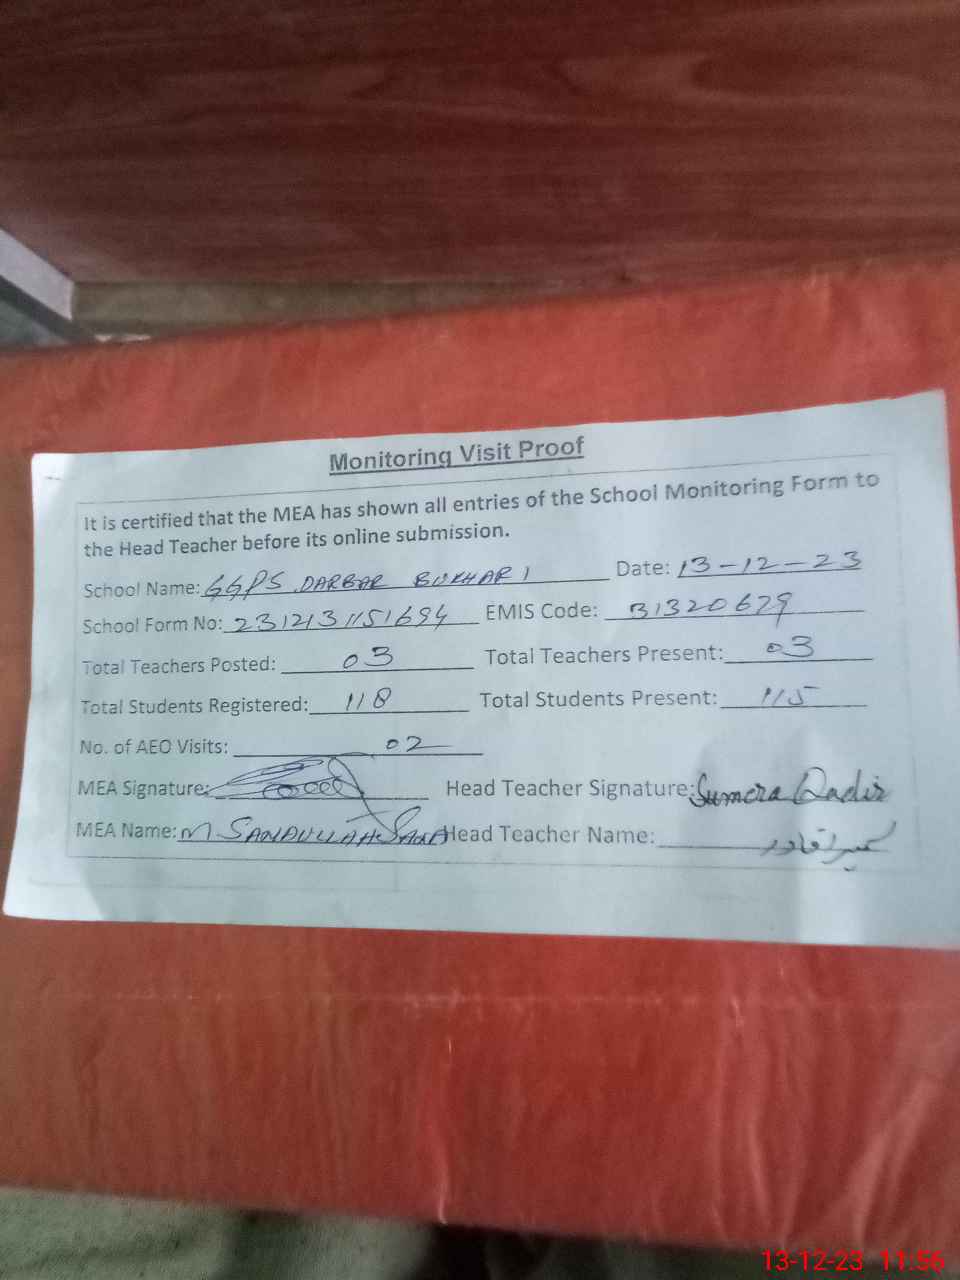 Monitoring Visit Proof
It is certified that the MEA has shown all entries of the School Monitoring Form to
the Head Teacher before its online submission.
School Name: GGPS DARBAR BUKHARI Date: 13-12-23
School Form No: 231213151694 EMIS Code: 31320679
Total Teachers Posted: 03 Total Teachers Present: 03
Total Students Registered: 118 Total Students Present: 115
No. of AEO Visits: 02
MEA Signature: Head Teacher Signature: Sumera Qadir
MEA Name: M SANAULLAH Head Teacher Name: سمیرا قادر
13-12-23 11:56